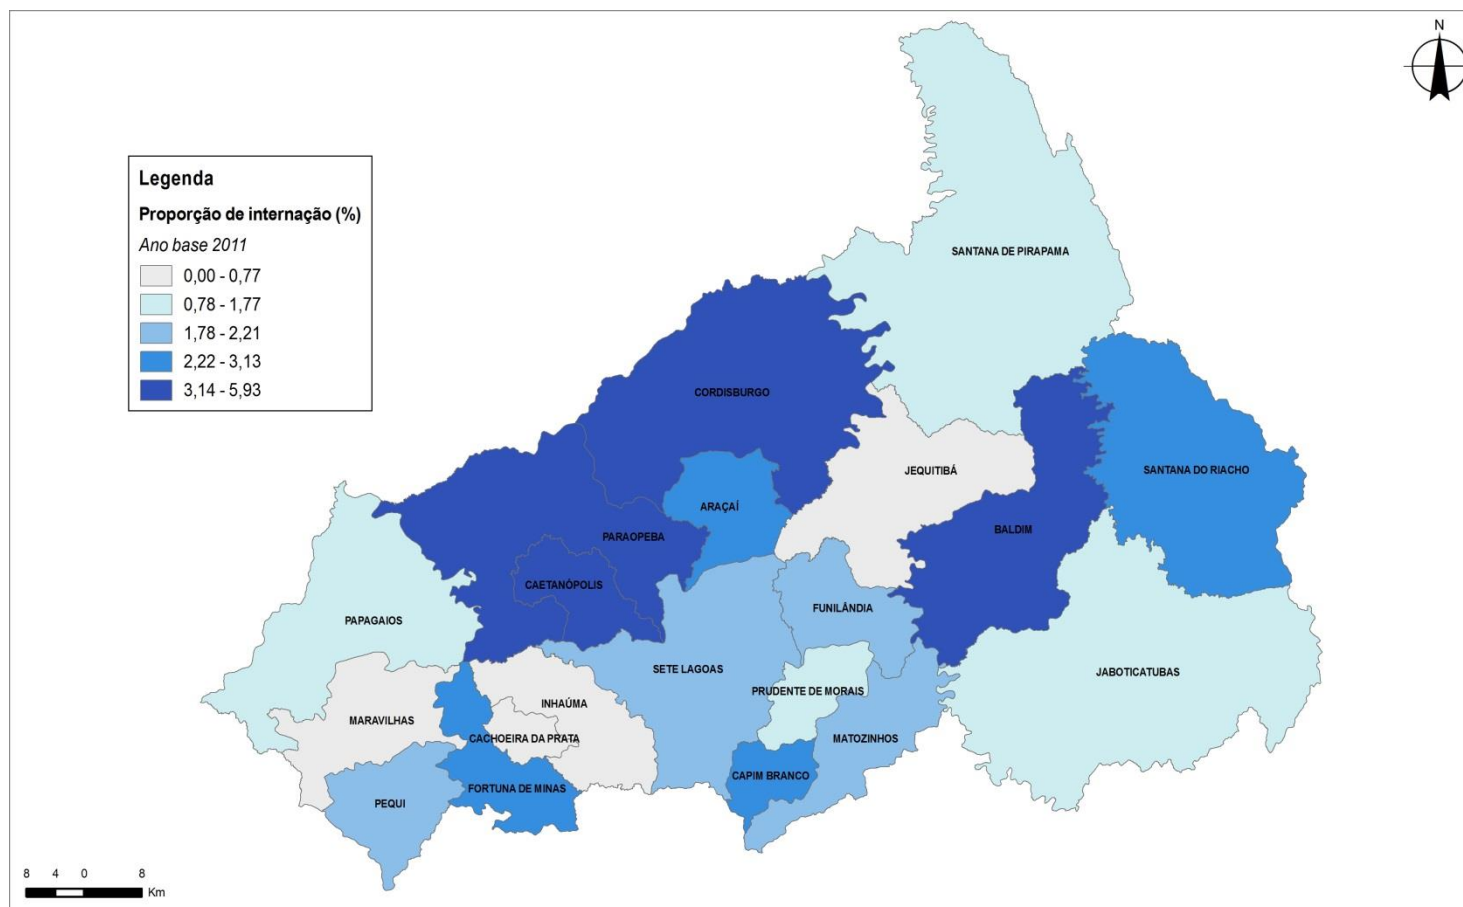 N
Legenda
Proporção de internação (%)
Ano base 2011
0,00 - 0,77
0,78 - 1,77
1,78 - 2,21
2,22 - 3,13
3,14 - 5,93
SANTANA DE PIRAPAMA
CORDISBURGO
JEQUITIBÁ
SANTANA DO RIACHO
ARAÇAÍ
BALDIM
PARAOPEBA
CAETANÓPOLIS
FUNILÂNDIA
PAPAGAIOS
SETE LAGOAS
JABOTICATUBAS
PRUDENTE DE MORAIS
INHAÚMA
MARAVILHAS
CACHOEIRA DA PRATA
MATOZINHOS
CAPIM BRANCO
FORTUNA DE MINAS
PEQUI
8 4 0 8
Km